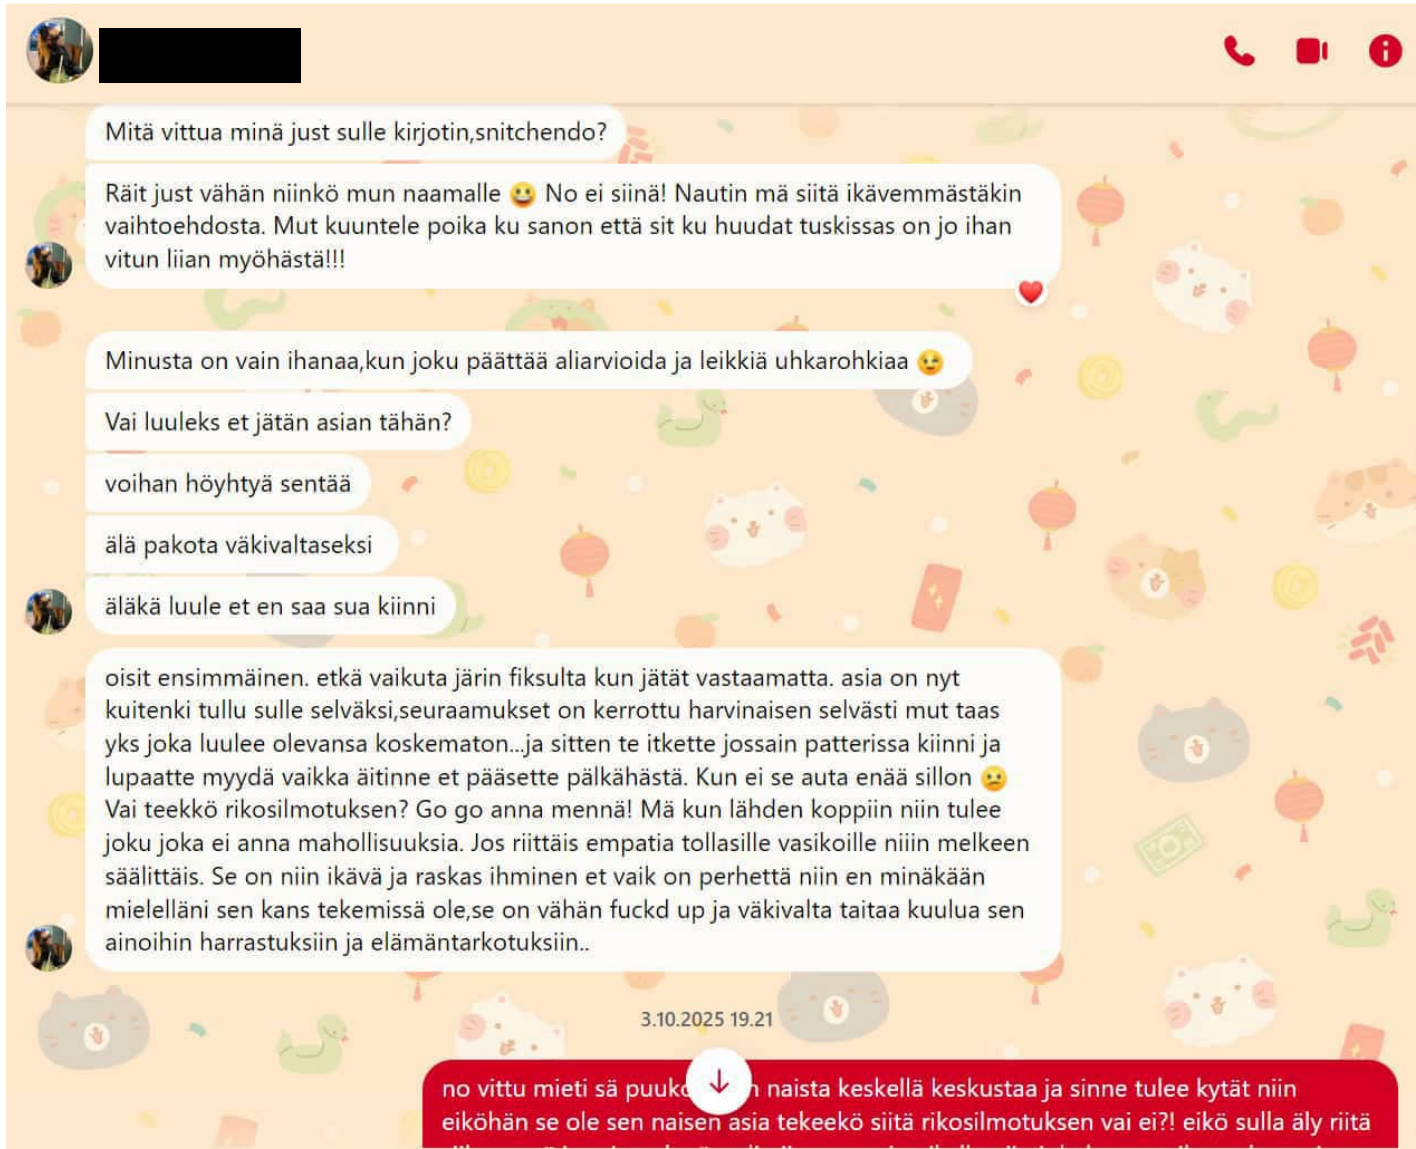 Mitä vittua minä just sulle kirjotin,snitchendo?
Räit just vähän niinkö mun naamalle 😀 No ei siinä! Nautin mä siitä ikävemmästäkin
vaihtoehdosta. Mut kuuntele poika ku sanon että sit ku huudat tuskissas on jo ihan
vitun liian myöhästä!!!
Minusta on vain ihanaa,kun joku päättää aliarvioida ja leikkiä uhkarohkiaa 😉
Vai luuleks et jätän asian tähän?
voihan höyhtyä sentää
älä pakota väkivaltaseksi
äläkä luule et en saa sua kiinni
oisit ensimmäinen. etkä vaikuta järin fiksulta kun jätät vastaamatta. asia on nyt
kuitenki tullu sulle selväksi,seuraamukset on kerrottu harvinaisen selvästi mut taas
yks joka luulee olevansa koskematon...ja sitten te itkette jossain patterissa kiinni ja
lupaatte myydä vaikka äitinne et pääsette pälkähästä. Kun ei se auta enää sillon 😕
Vai teekkö rikosilmotuksen? Go go anna mennä! Mä kun lähden koppiin niin tulee
joku joka ei anna mahollisuuksia. Jos riittäis empatia tollasille vasikoille niiin melkeen
säälittäis. Se on niin ikävä ja raskas ihminen et vaik on perhettä niin en minäkään
mielelläni sen kans tekemissä ole,se on vähän fuckd up ja väkivalta taitaa kuulua sen
ainoihin harrastuksiin ja elämäntarkotuksiin..
3.10.2025 19.21
no vittu mieti sä naista keskellä keskustaa ja sinne tulee kytät niin
eiköhän se ole sen naisen asia tekeekö siitä rikosilmotuksen vai ei?! eikö sulla äly riitä